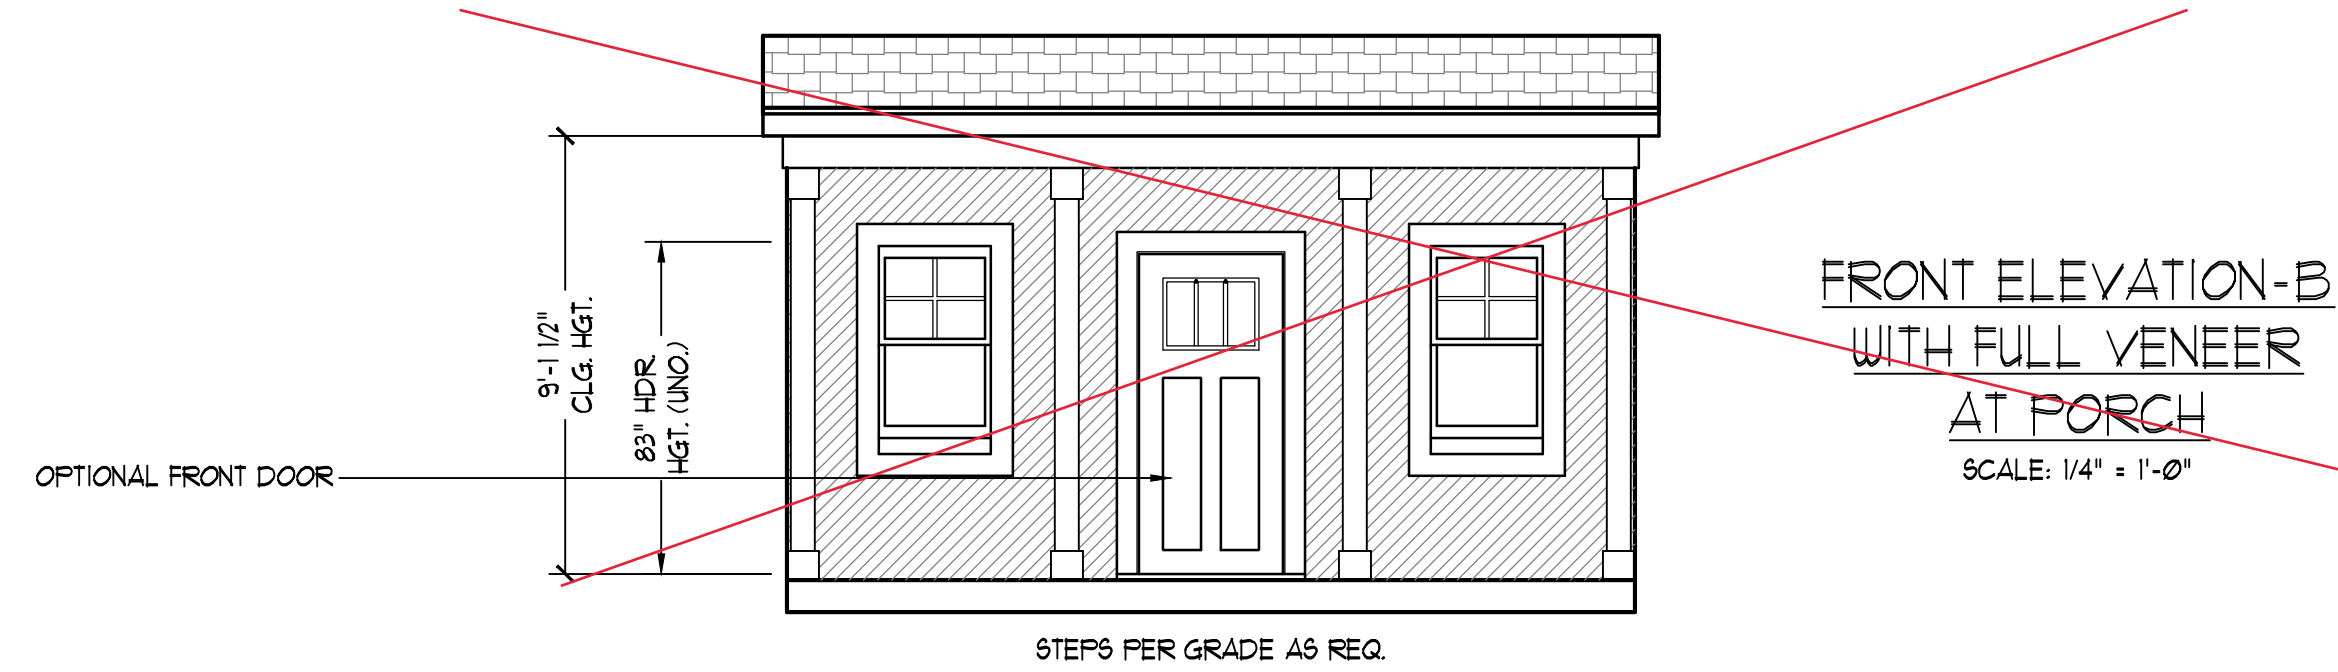 9'-1 1/2"
CLG. HGT.
83" HDR.
HGT. (UNO.)
OPTIONAL FRONT DOOR
STEPS PER GRADE AS REQ.
FRONT ELEVATION-B
WITH FULL VENEER
AT PORCH
SCALE: 1/4" = 1'-0"